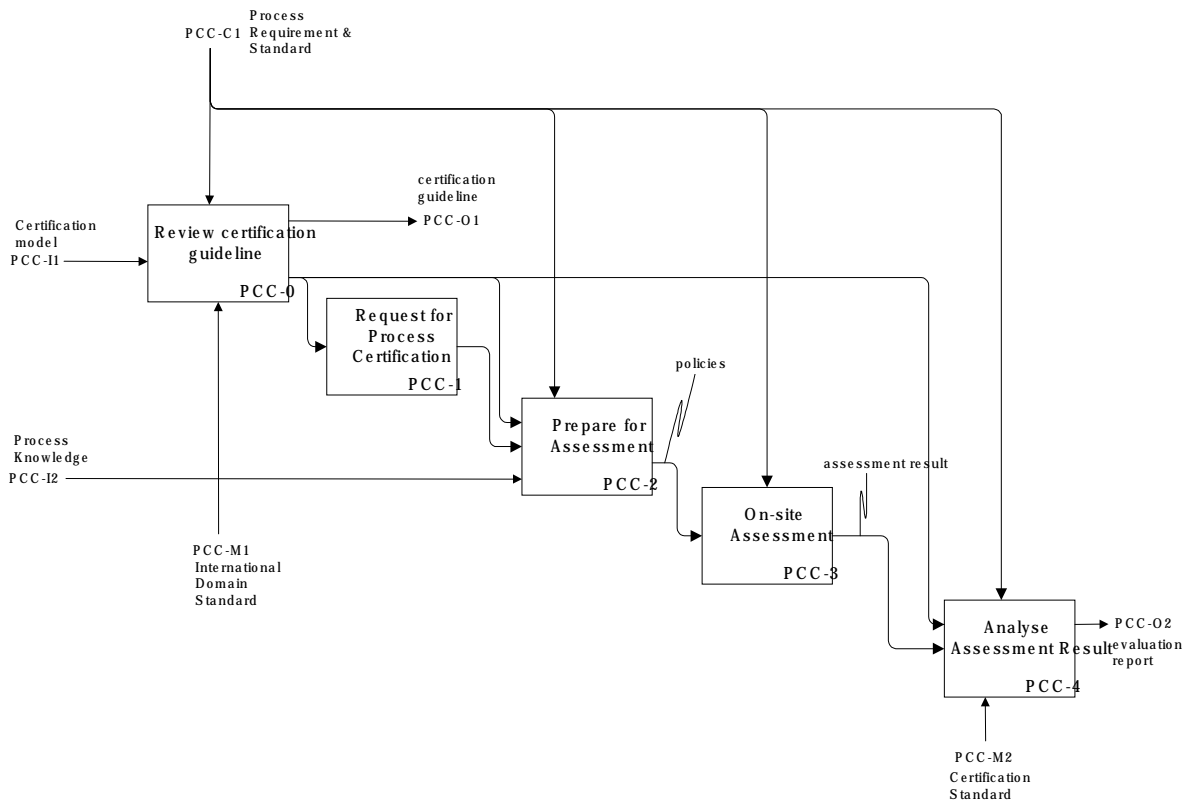 PCC-C1
Process
Requirement &
Standard
certification
guideline
PCC-O1
Certification
model
PCC-I1
Review certification
guideline
PCC-0
Request for
Process
Certification
PCC-1
policies
Process
Knowledge
PCC-I2
Prepare for
Assessment
PCC-2
assessment result
On-site
Assessment
PCC-3
PCC-M1
International
Domain
Standard
Analyse
Assessment Result
PCC-4
PCC-O2
evaluation
report
PCC-M2
Certification
Standard